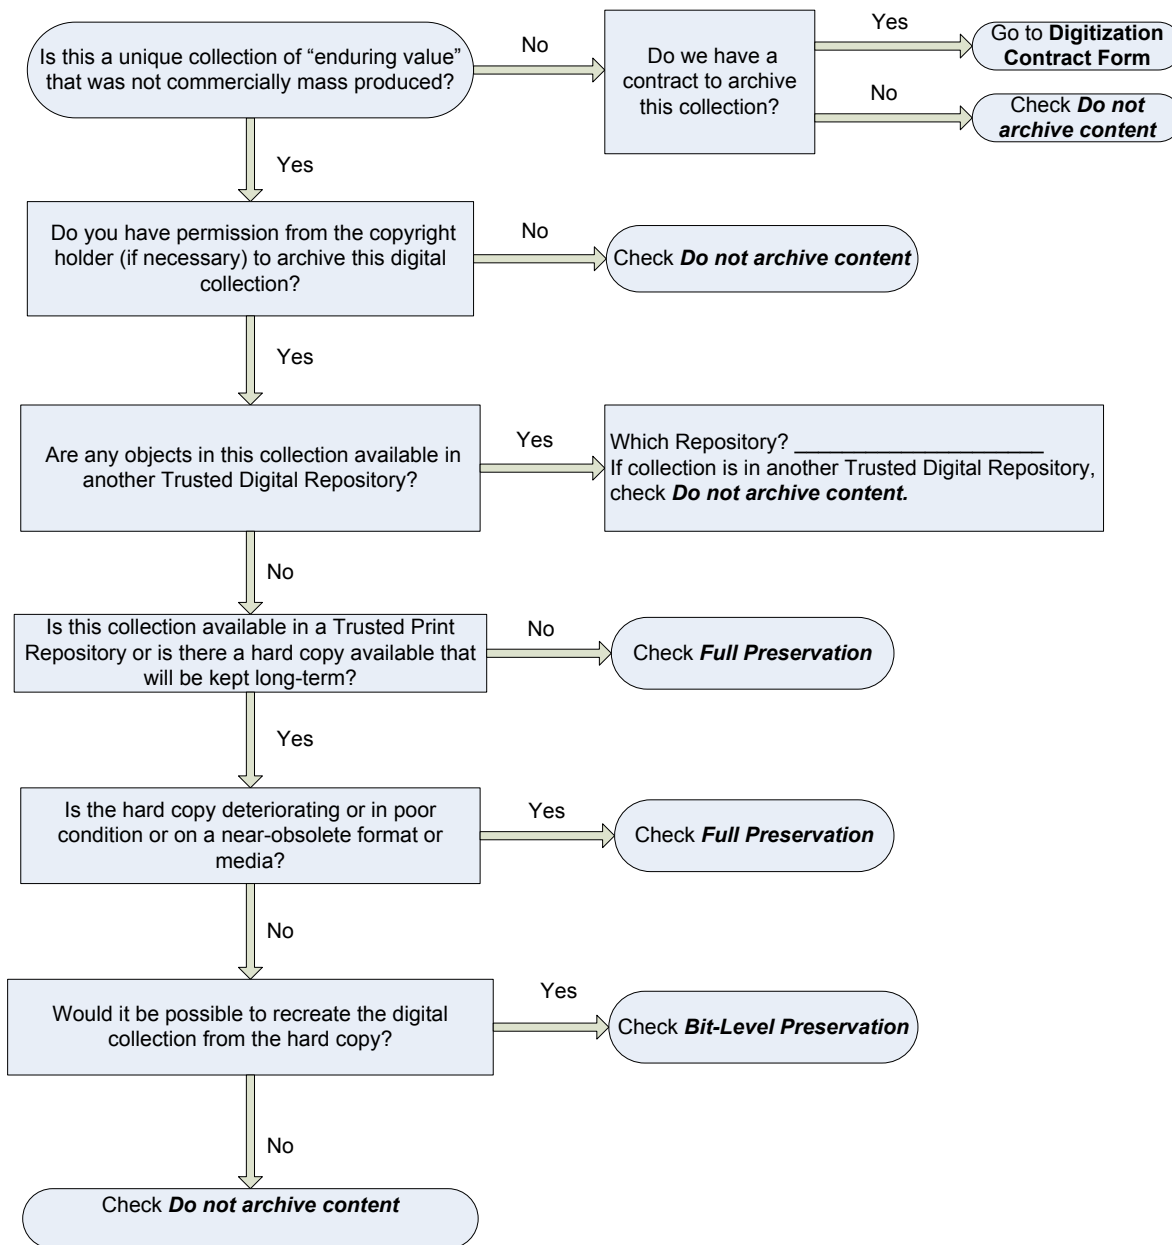 Is this a unique collection of “enduring value”
that was not commercially mass produced?
No
Do we have a
contract to archive
this collection?
Yes
Go to Digitization
Contract Form
No
Check Do not
archive content
Yes
Do you have permission from the copyright
holder (if necessary) to archive this digital
collection?
No
Check Do not archive content
Yes
Are any objects in this collection available in
another Trusted Digital Repository?
Yes
Which Repository? ______________________
If collection is in another Trusted Digital Repository,
check Do not archive content.
No
Is this collection available in a Trusted Print
Repository or is there a hard copy available that
will be kept long-term?
No
Check Full Preservation
Yes
Is the hard copy deteriorating or in poor
condition or on a near-obsolete format or
media?
Yes
Check Full Preservation
No
Would it be possible to recreate the digital
collection from the hard copy?
Yes
Check Bit-Level Preservation
No
Check Do not archive content